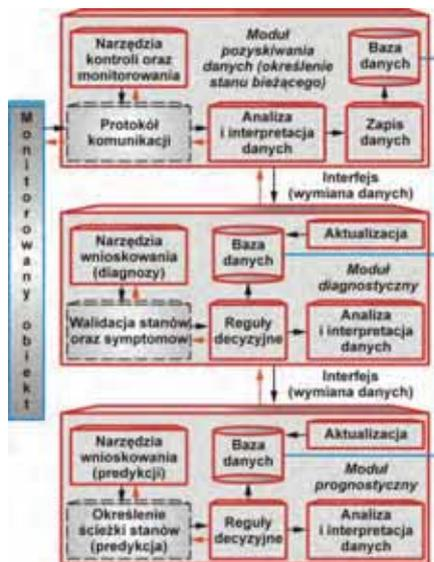 Monitorowany obiekt
Moduł
pozyskiwania
danych (określenie
stanu bieżącego)
Narzędzia
kontroli oraz
monitorowania
Baza
danych
Protokół
komunikacji
Analiza
i interpretacja
danych
Zapis
danych
Interfejs
(wymiana danych)
Narzędzia
wnioskowania
(diagnozy)
Baza
danych
Aktualizacja
Moduł
diagnostyczny
Walidacja stanów
oraz symptomów
Reguły
decyzyjne
Analiza
i interpretacja
danych
Interfejs
(wymiana danych)
Narzędzia
wnioskowania
(predykcji)
Baza
danych
Aktualizacja
Moduł
prognostyczny
Określenie
ścieżki stanów
(predykcja)
Reguły
decyzyjne
Analiza
i interpretacja
danych